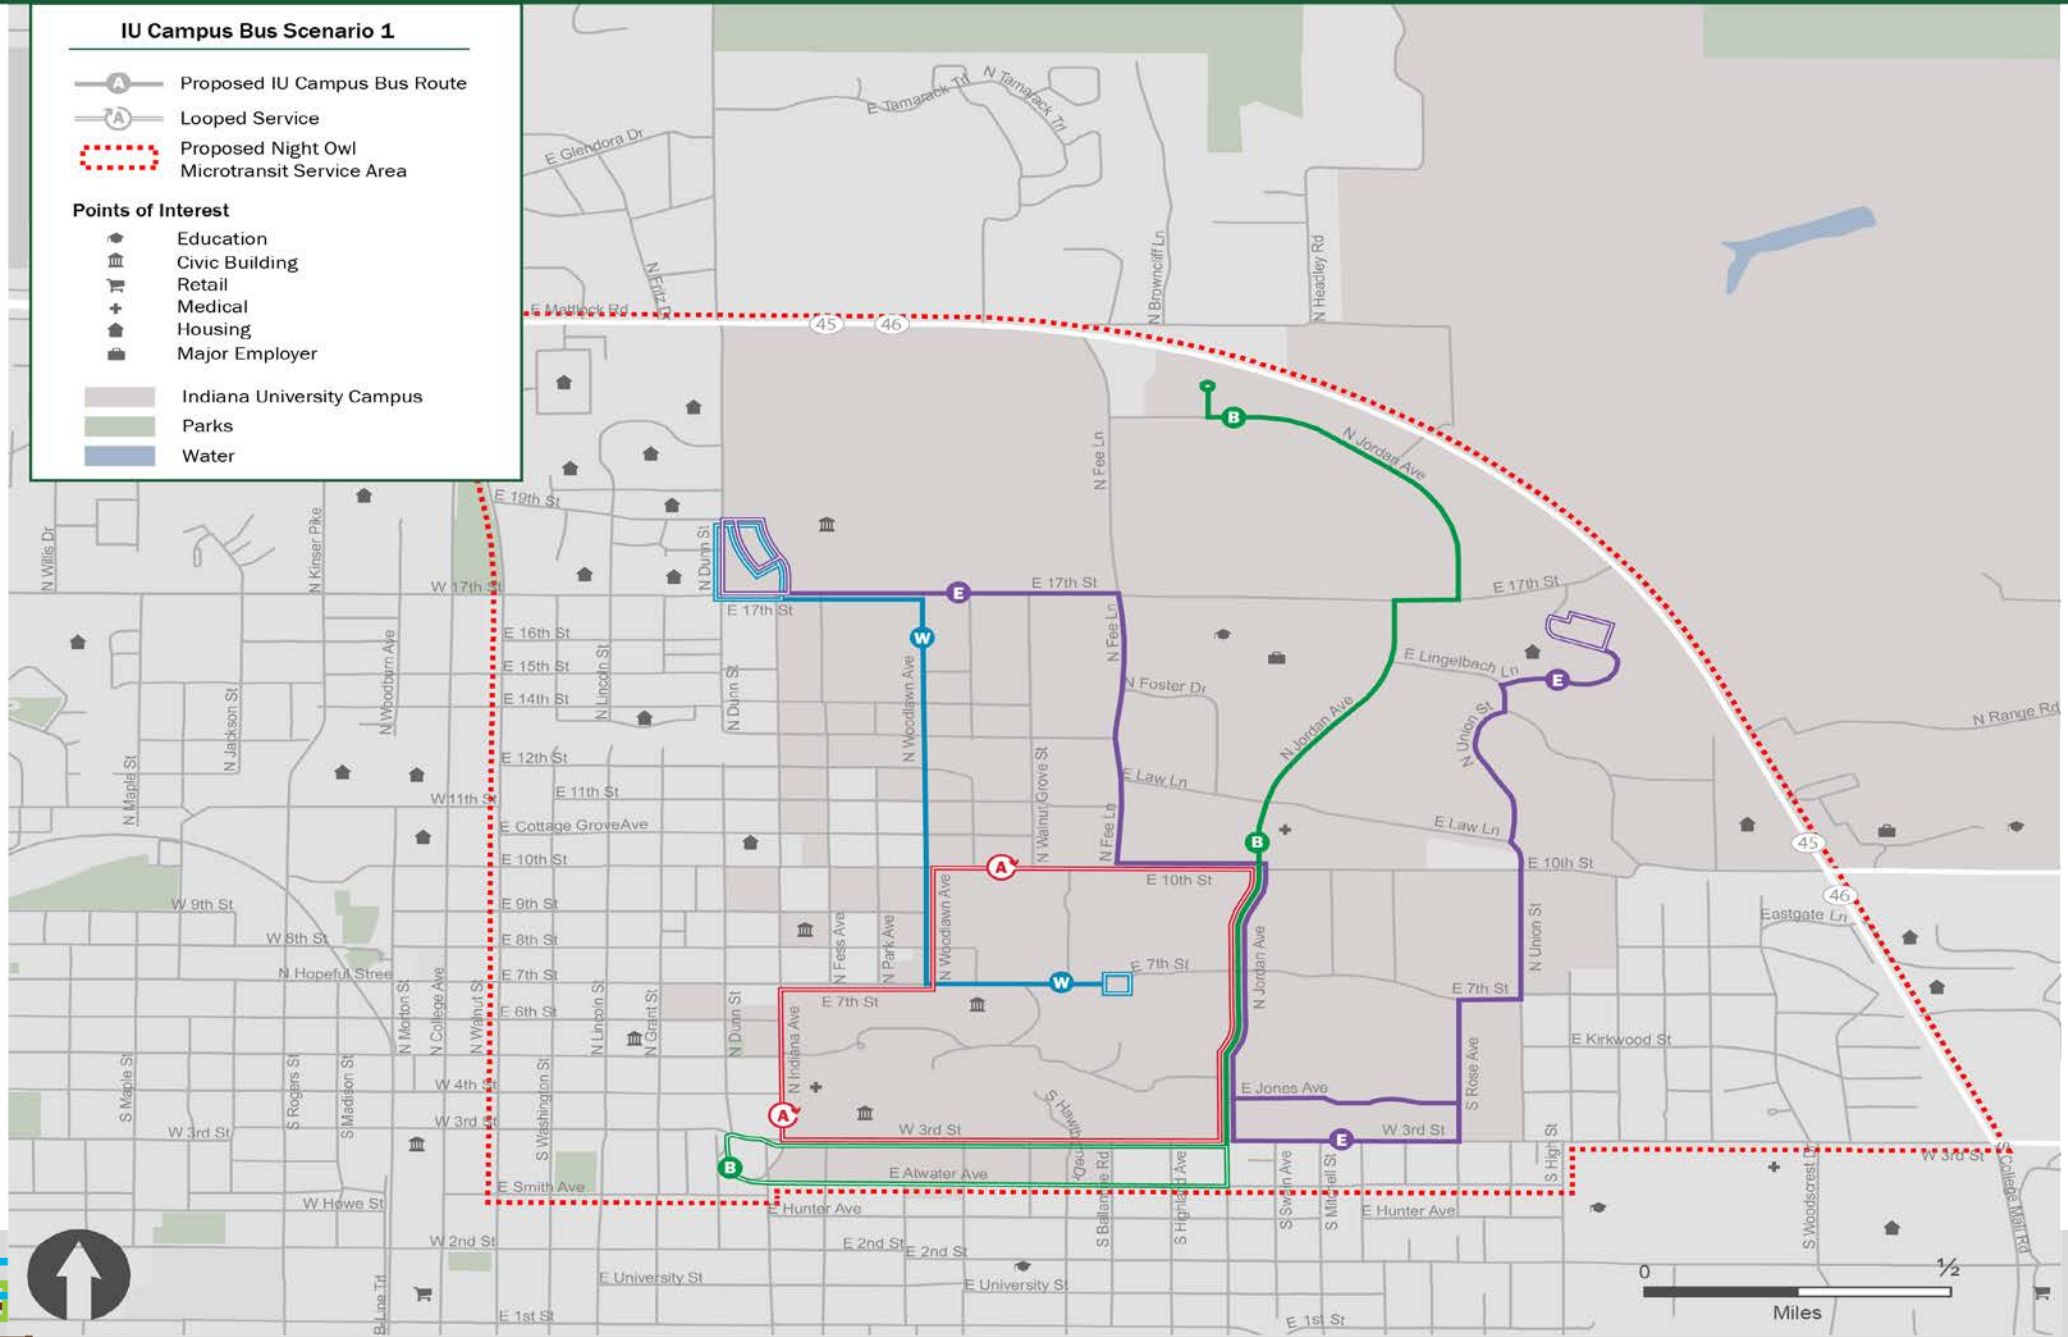 IU Campus Bus Scenario 1
A Proposed IU Campus Bus Route
A Looped Service
Proposed Night Owl
Microtransit Service Area
Points of Interest
Education
Civic Building
Retail
Medical
Housing
Major Employer
Indiana University Campus
Parks
Water
E Tamarack Trl
N Tamarack Trl
E Glendora Dr
N Fritz Dr
N Browncliff Ln
N Headley Rd
E Mattlock Rd
45
46
B
N Jordan Ave
N Fee Ln
E 19th St
N Willis Dr
N Kinser Pike
N Dunn St
W 17th St
E
E 17th St
E 17th St
E 17th St
E 16th St
W
N Fee Ln
E 15th St
N Lincoln St
N Woodburn Ave
N Woodlawn Ave
E Lingelbach Ln
E
N Foster Dr
E 14th St
N Dunn St
N Jackson St
N Jordan Ave
N Union St
N Range Rd
E 12th St
N Maple St
N Walnut Grove St
E Law Ln
W 11th St
E 11th St
E Cottage GroveAve
N Fee Ln
E Law Ln
B
45
E 10th St
A
E 10th St
E 10th St
46
W 9th St
E 9th St
N Fess Ave
N Park Ave
N Woodlawn Ave
N Jordan Ave
N Union St
Eastgate Ln
W 8th St
E 8th St
N Hopeful Stree
E 7th St
W
E 7th St
E 7th St
E 7th St
N Morton St
N College Ave
N Walnut St
E 6th St
N Lincoln St
N Grant St
N Dunn St
N Indiana Ave
E Kirkwood St
S Maple St
S Rogers St
S Madison St
W 4th St
S Washington St
E Jones Ave
S Rose Ave
S Hawthorne Dr
A
W 3rd St
W 3rd St
W 3rd St
E
W 3rd St
W 3rd St
S High St
B
E Atwater Ave
E Smith Ave
S Ballantine Rd
S Highland Ave
S Swain Ave
S Mitchell St
S Woodscrest Dr
S College Mall Rd
W Howe St
E Hunter Ave
E Hunter Ave
W 2nd St
E 2nd St
E 2nd St
E University St
E University St
B-Line Trl
E 1st St
E 1st St
0
½
Miles